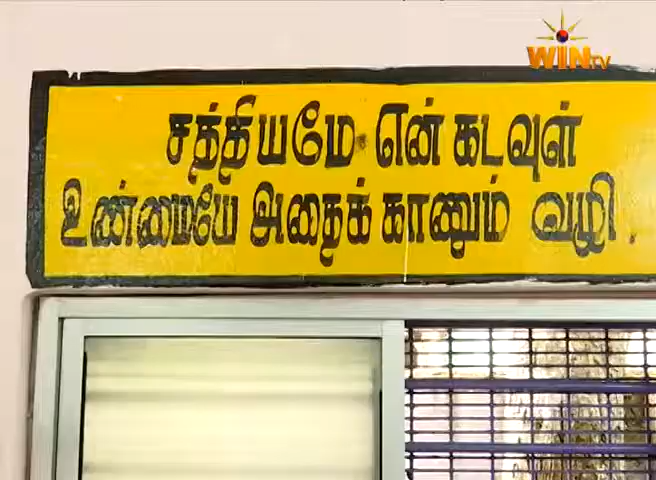 WINTV
சத்தியமே என் கடவுள்
உண்மையே அதைக் காணும் வழி.